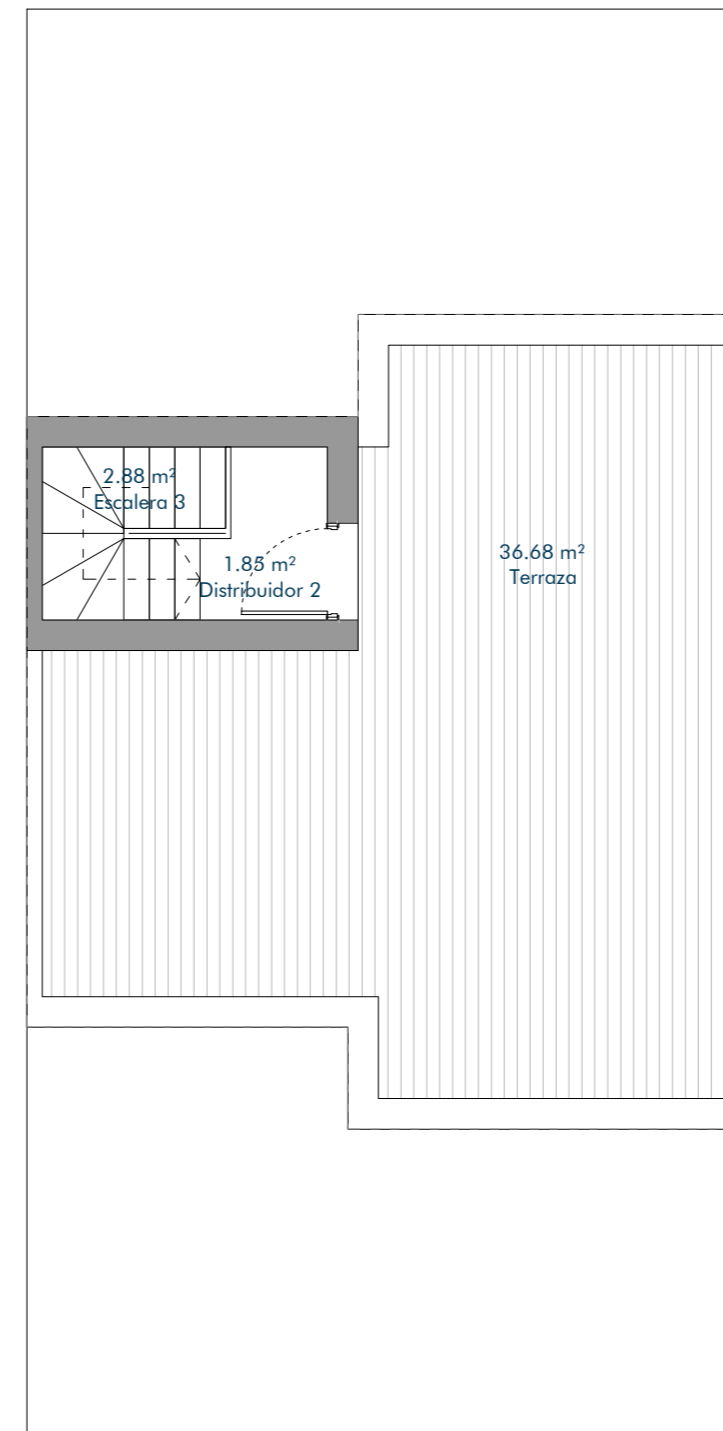 2.88 m²
Escalera 3
1.85 m²
Distribuidor 2
36.68 m²
Terraza